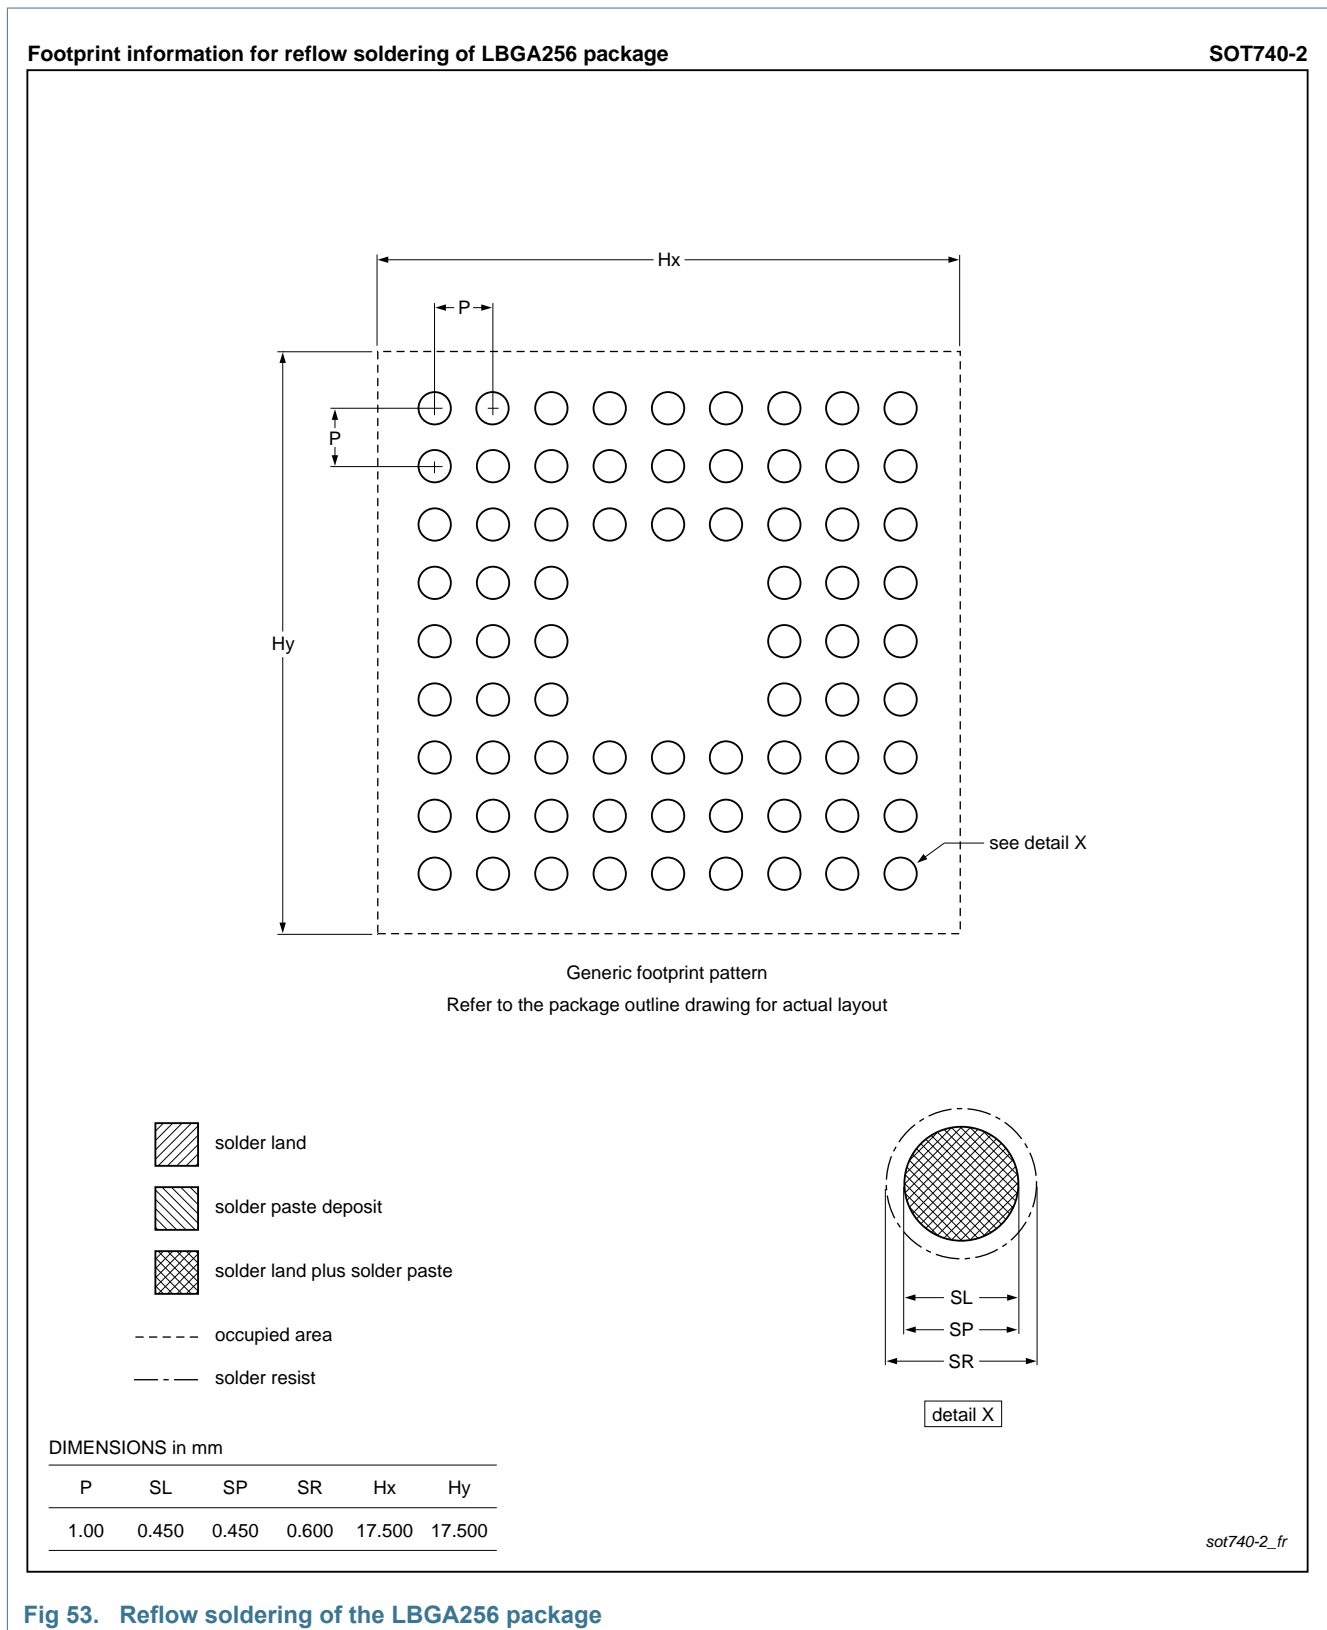 Footprint information for reflow soldering of LBGA256 package SOT740-2
Hx
P
P
Hy
see detail X
Generic footprint pattern
Refer to the package outline drawing for actual layout
solder land
solder paste deposit
solder land plus solder paste
occupied area
solder resist
SL
SP
SR
detail X
DIMENSIONS in mm
P SL SP SR Hx Hy
1.00 0.450 0.450 0.600 17.500 17.500
sot740-2_fr
Fig 53. Reflow soldering of the LBGA256 package